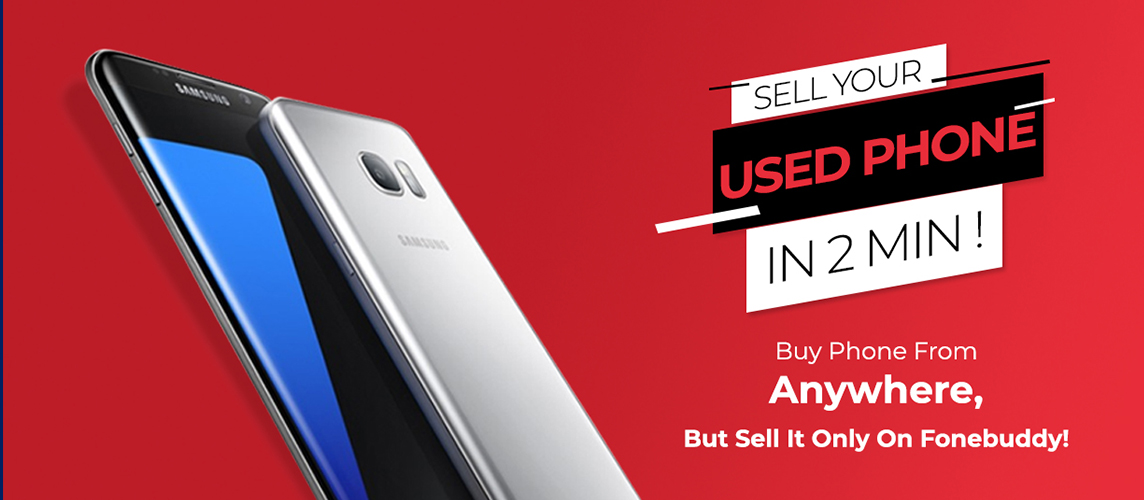 SAMSUNG
SAMSUNG
SELL YOUR
USED PHONE
IN 2 MIN !
Buy Phone From
Anywhere,
But Sell It Only On Fonebuddy!